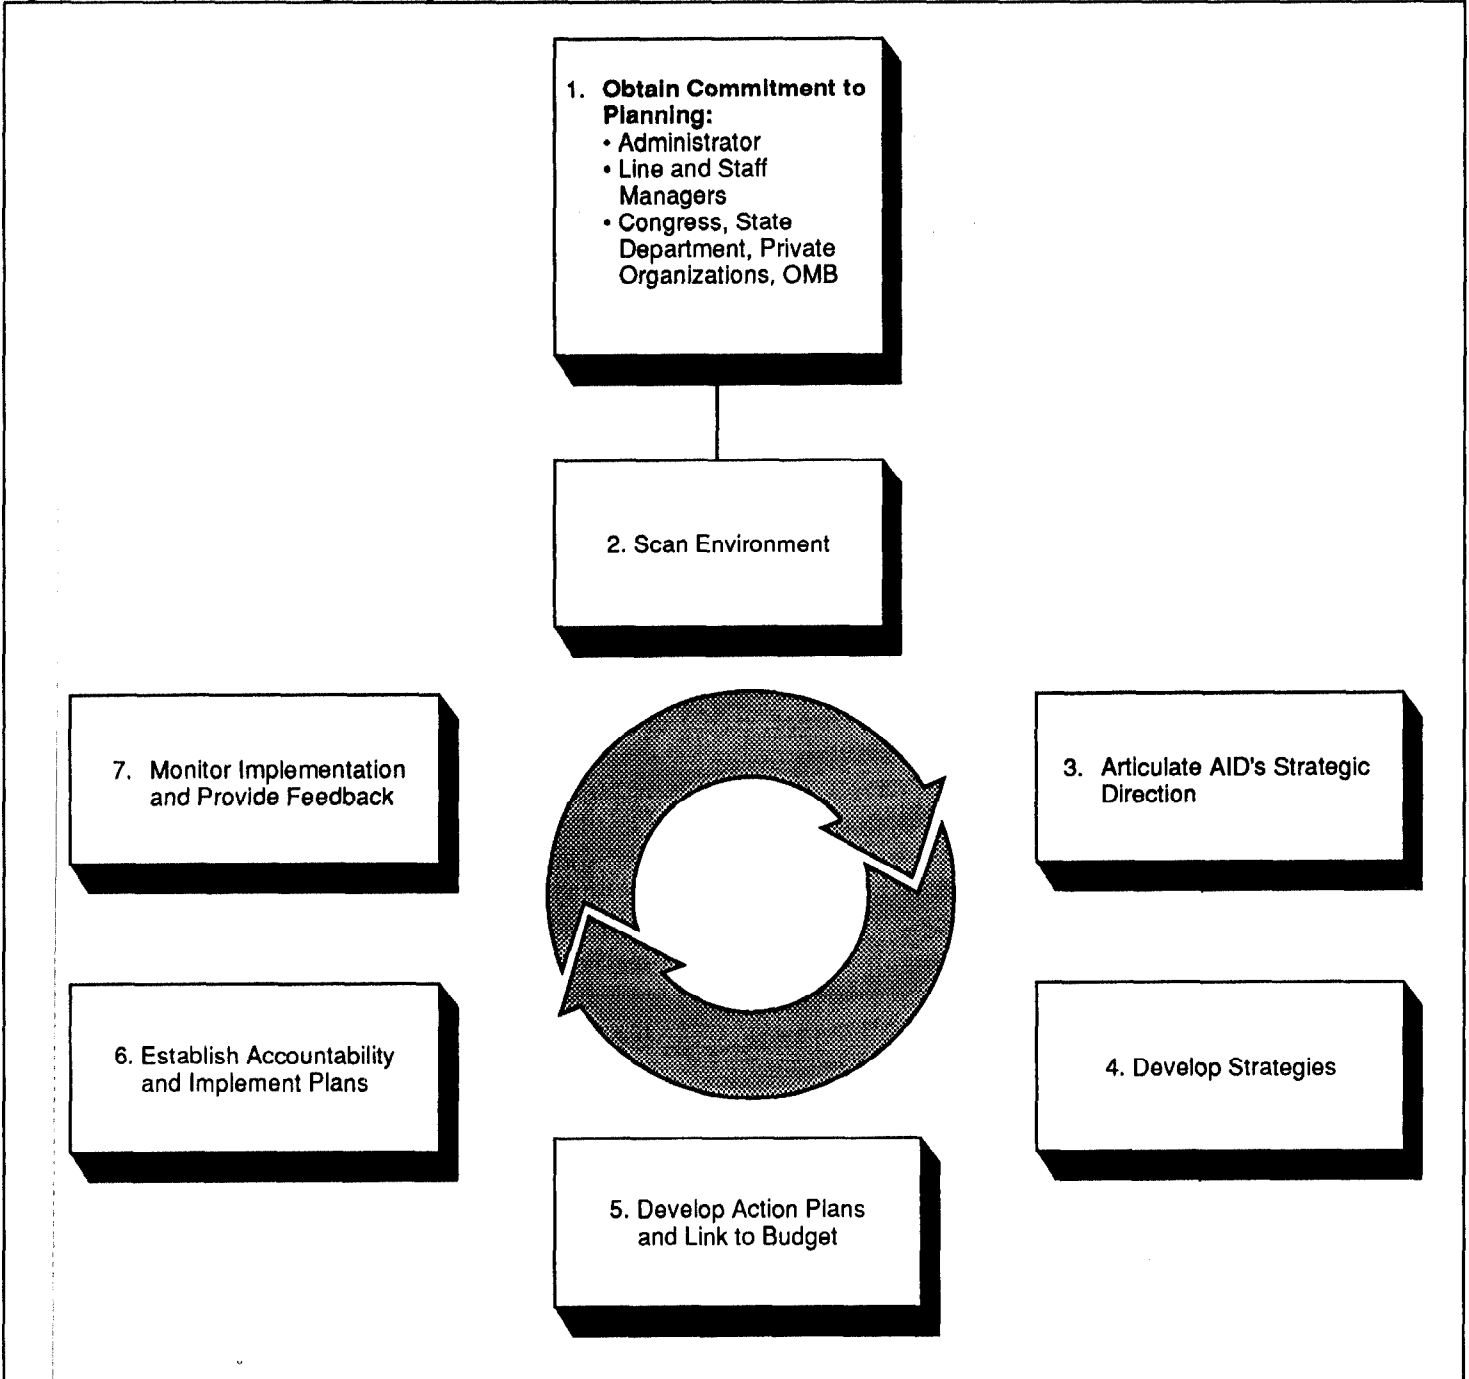 1. Obtain Commitment to
Planning:
• Administrator
• Line and Staff
Managers
• Congress, State
Department, Private
Organizations, OMB
2. Scan Environment
3. Articulate AID's Strategic
Direction
4. Develop Strategies
5. Develop Action Plans
and Link to Budget
6. Establish Accountability
and Implement Plans
7. Monitor Implementation
and Provide Feedback